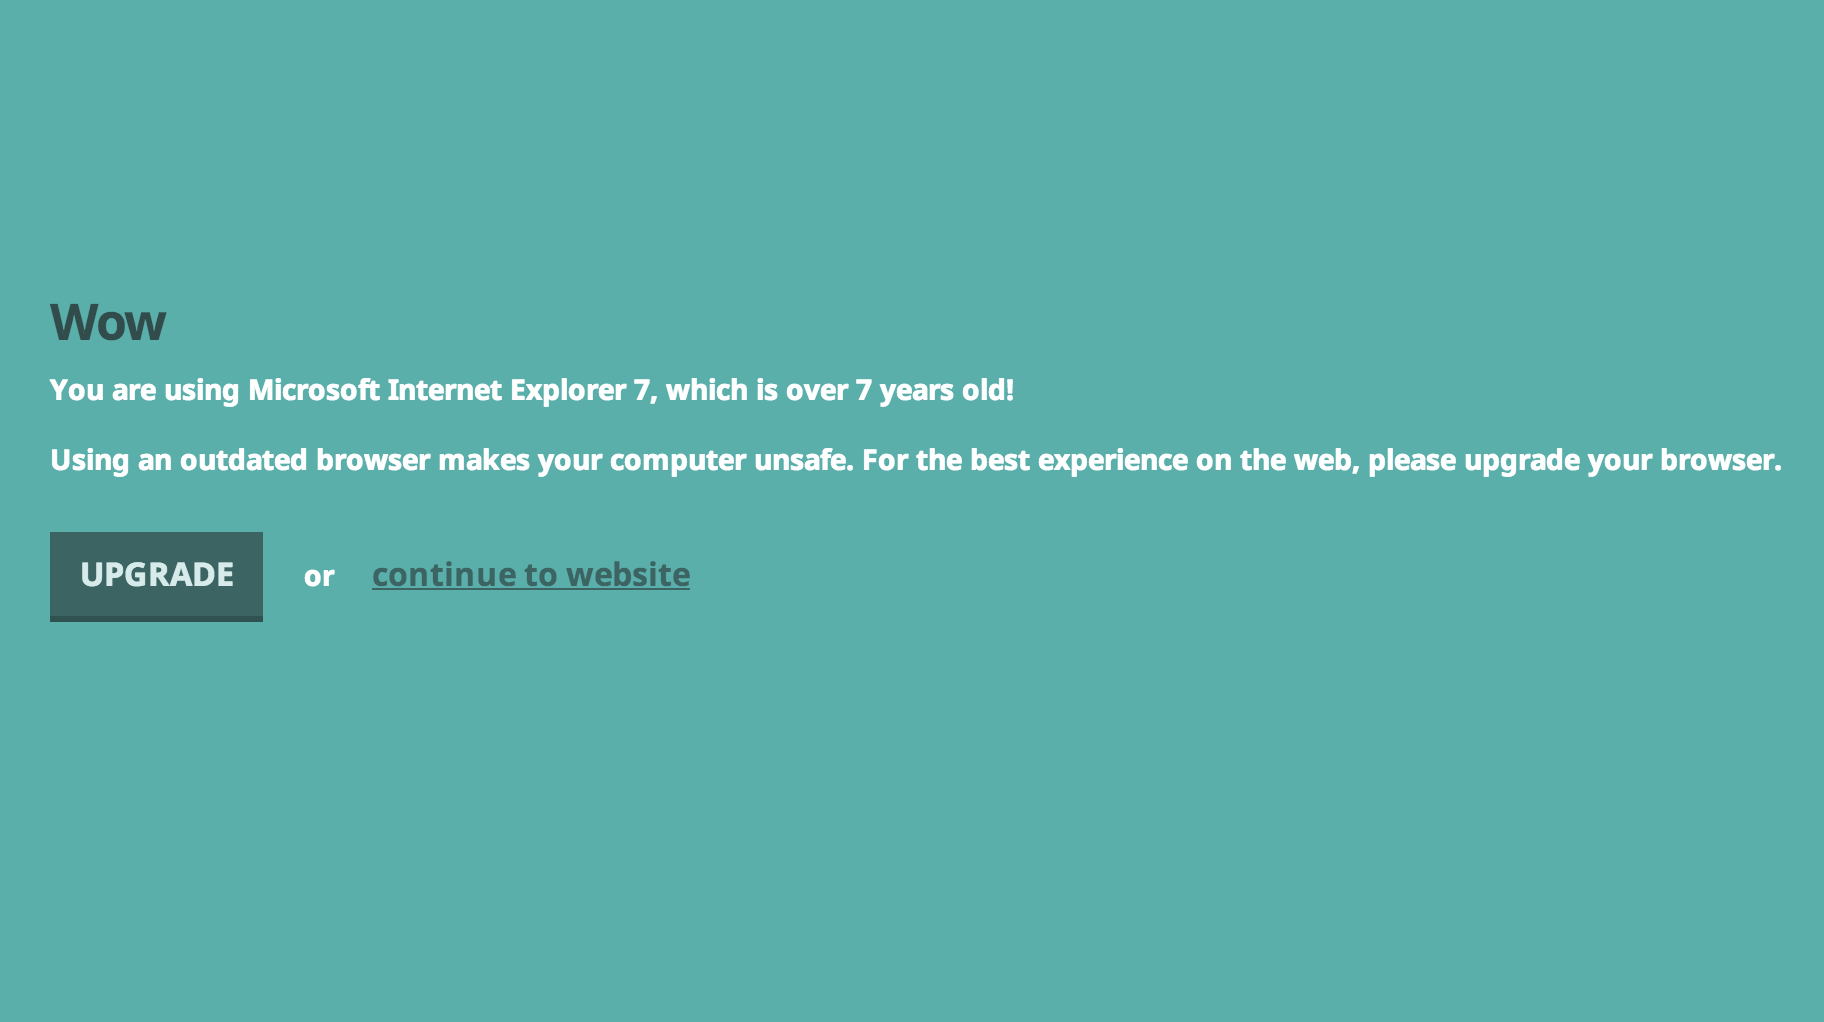 Wow
You are using Microsoft Internet Explorer 7, which is over 7 years old!
Using an outdated browser makes your computer unsafe. For the best experience on the web, please upgrade your browser.
UPGRADE or continue to website